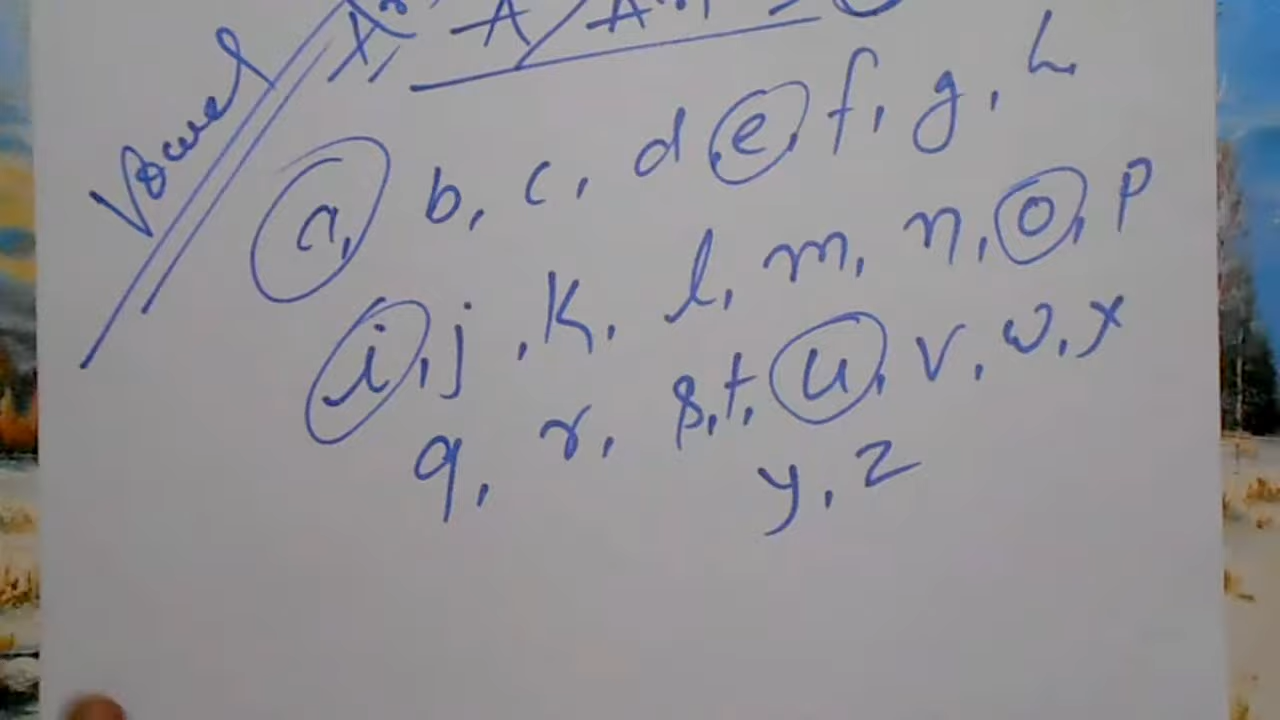 Vowel
a, b, c, d e, f, g, h
i, j, k, l, m, n, o, p
q, r, s, t, u, v, w, x
y, z